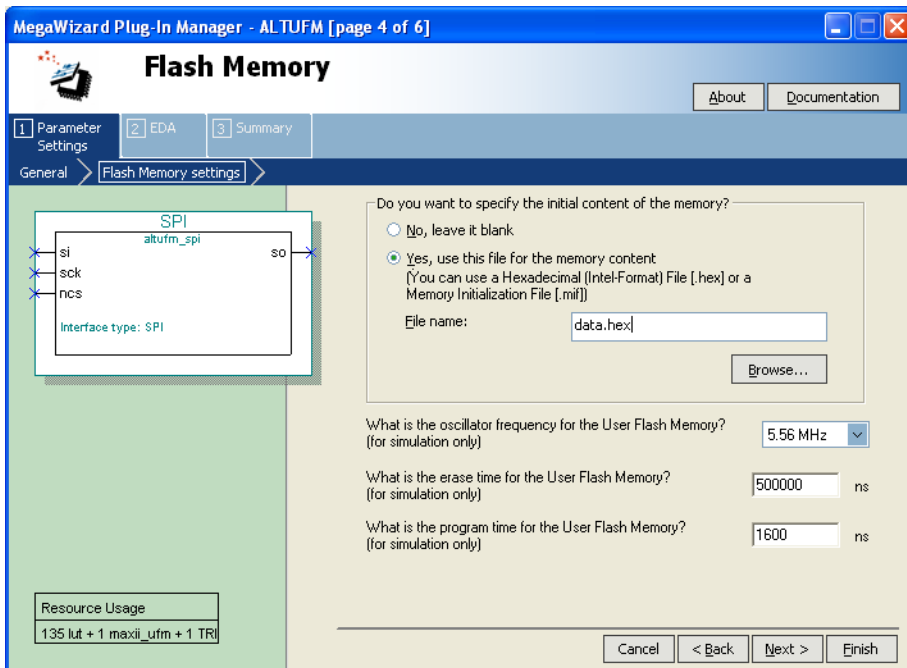 MegaWizard Plug-In Manager - ALTUFM [page 4 of 6]
Flash Memory
About
Documentation
1 Parameter Settings
2 EDA
3 Summary
General
Flash Memory settings
SPI
altufm_spi
si
so
sck
ncs
Interface type: SPI
Resource Usage
135 lut + 1 maxii_ufm + 1 TRI
Do you want to specify the initial content of the memory?
No, leave it blank
Yes, use this file for the memory content
(You can use a Hexadecimal (Intel-Format) File [.hex] or a
Memory Initialization File [.mif])
File name:
data.hex
Browse...
What is the oscillator frequency for the User Flash Memory?
(for simulation only)
5.56 MHz
What is the erase time for the User Flash Memory?
(for simulation only)
500000
ns
What is the program time for the User Flash Memory?
(for simulation only)
1600
ns
Cancel
< Back
Next >
Finish